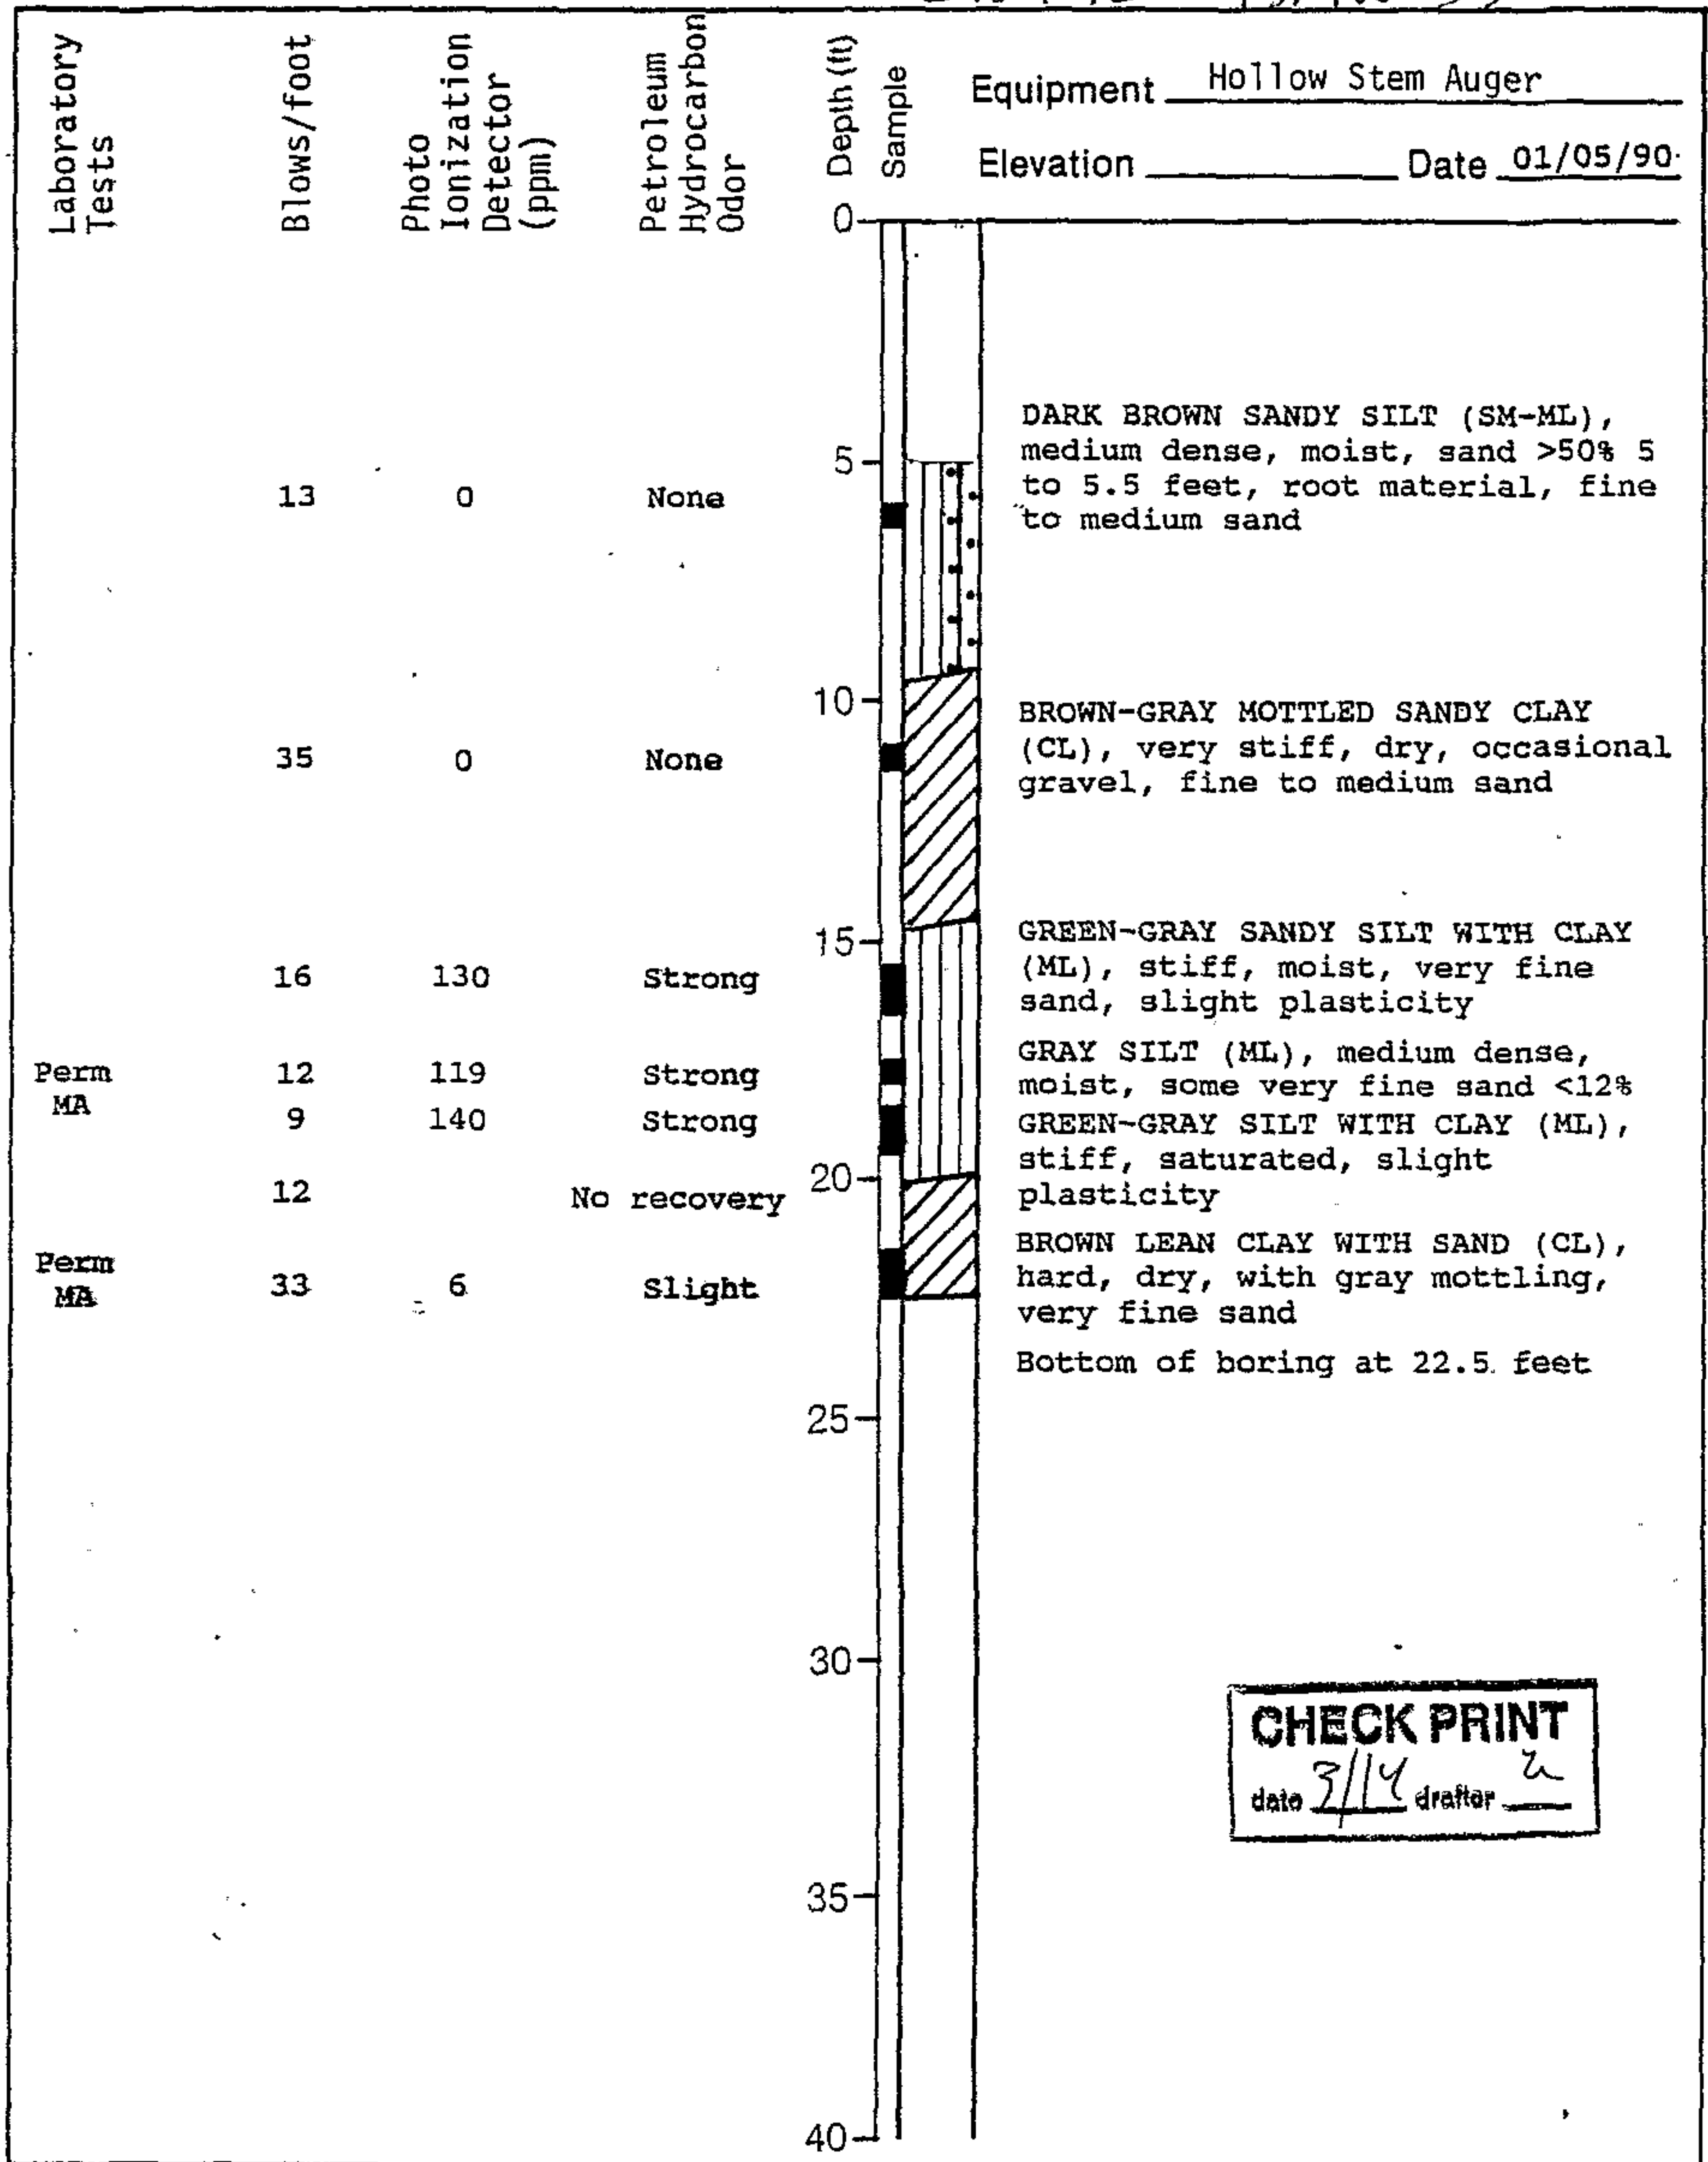 Laboratory
Tests
Blows/foot
Photo
Ionization
Detector
(ppm)
Petroleum
Hydrocarbon
Odor
Depth (ft)
Sample
Equipment Hollow Stem Auger
Elevation Date 01/05/90
0
DARK BROWN SANDY SILT (SM-ML),
medium dense, moist, sand >50% 5
to 5.5 feet, root material, fine
to medium sand
5
13 0 None
10
BROWN-GRAY MOTTLED SANDY CLAY
(CL), very stiff, dry, occasional
gravel, fine to medium sand
35 0 None
15
GREEN-GRAY SANDY SILT WITH CLAY
(ML), stiff, moist, very fine
sand, slight plasticity
16 130 Strong
GRAY SILT (ML), medium dense,
moist, some very fine sand <12%
Perm
MA
12 119 Strong
9 140 Strong
GREEN-GRAY SILT WITH CLAY (ML),
stiff, saturated, slight
plasticity
20
12 No recovery
BROWN LEAN CLAY WITH SAND (CL),
hard, dry, with gray mottling,
very fine sand
Perm
MA
33 6 Slight
Bottom of boring at 22.5 feet
25
30
CHECK PRINT
date 3/14 drafter
35
40